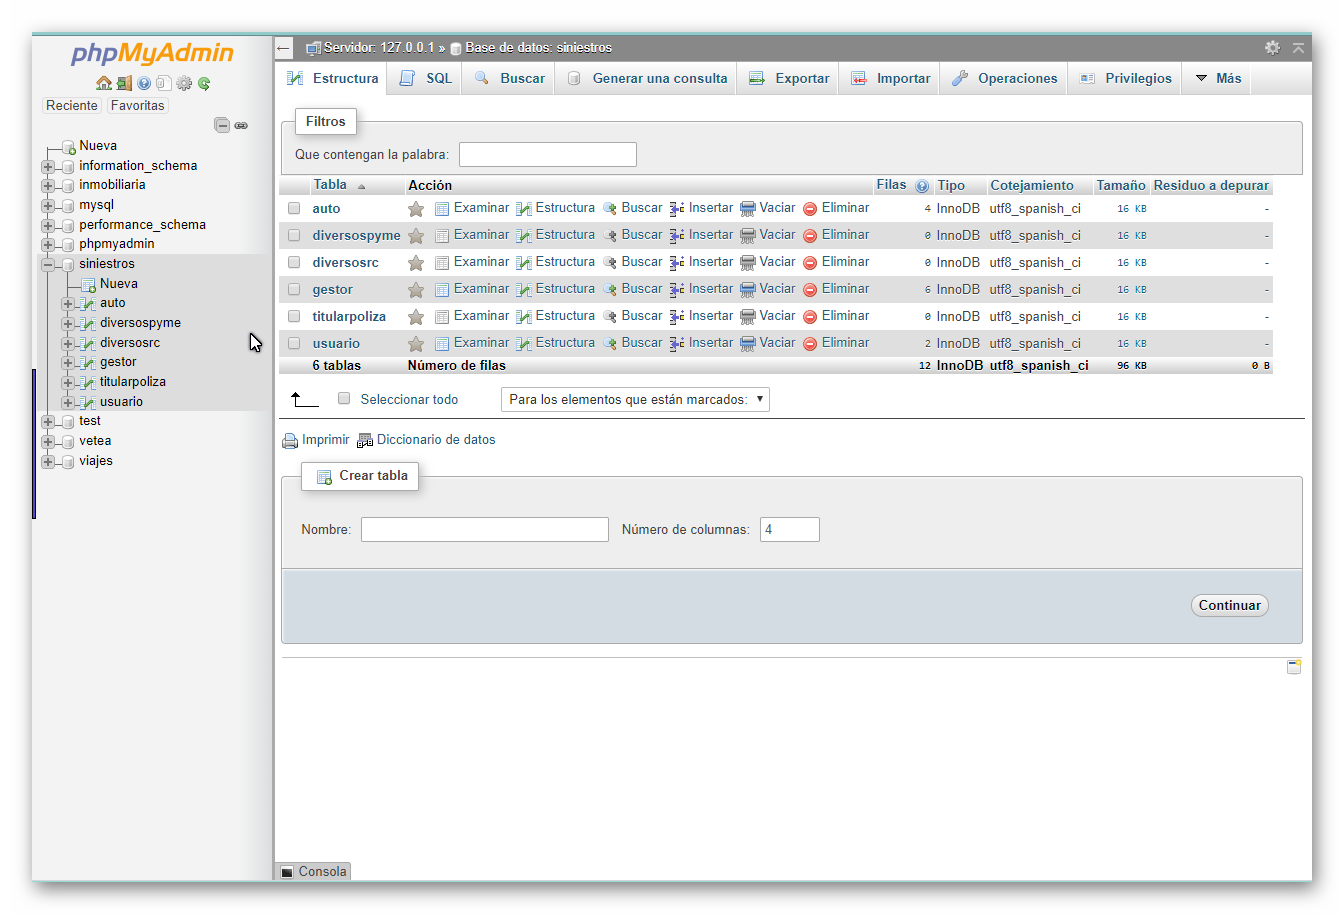 phpMyAdmin
Reciente Favoritas
Nueva
information_schema
inmobiliaria
mysql
performance_schema
phpmyadmin
siniestros
Nueva
auto
diversospyme
diversosrc
gestor
titularpoliza
usuario
test
vetea
viajes
Servidor: 127.0.0.1 » Base de datos: siniestros
Estructura SQL Buscar Generar una consulta Exportar Importar Operaciones Privilegios Más
Filtros
Que contengan la palabra:
Tabla Acción Filas Tipo Cotejamiento Tamaño Residuo a depurar
auto Examinar Estructura Buscar Insertar Vaciar Eliminar 4 InnoDB utf8_spanish_ci 16 KB -
diversospyme Examinar Estructura Buscar Insertar Vaciar Eliminar 0 InnoDB utf8_spanish_ci 16 KB -
diversosrc Examinar Estructura Buscar Insertar Vaciar Eliminar 0 InnoDB utf8_spanish_ci 16 KB -
gestor Examinar Estructura Buscar Insertar Vaciar Eliminar 6 InnoDB utf8_spanish_ci 16 KB -
titularpoliza Examinar Estructura Buscar Insertar Vaciar Eliminar 0 InnoDB utf8_spanish_ci 16 KB -
usuario Examinar Estructura Buscar Insertar Vaciar Eliminar 2 InnoDB utf8_spanish_ci 16 KB -
6 tablas Número de filas 12 InnoDB utf8_spanish_ci 96 KB 0 B
Seleccionar todo Para los elementos que están marcados:
Imprimir Diccionario de datos
Crear tabla
Nombre: Número de columnas: 4
Continuar
Consola